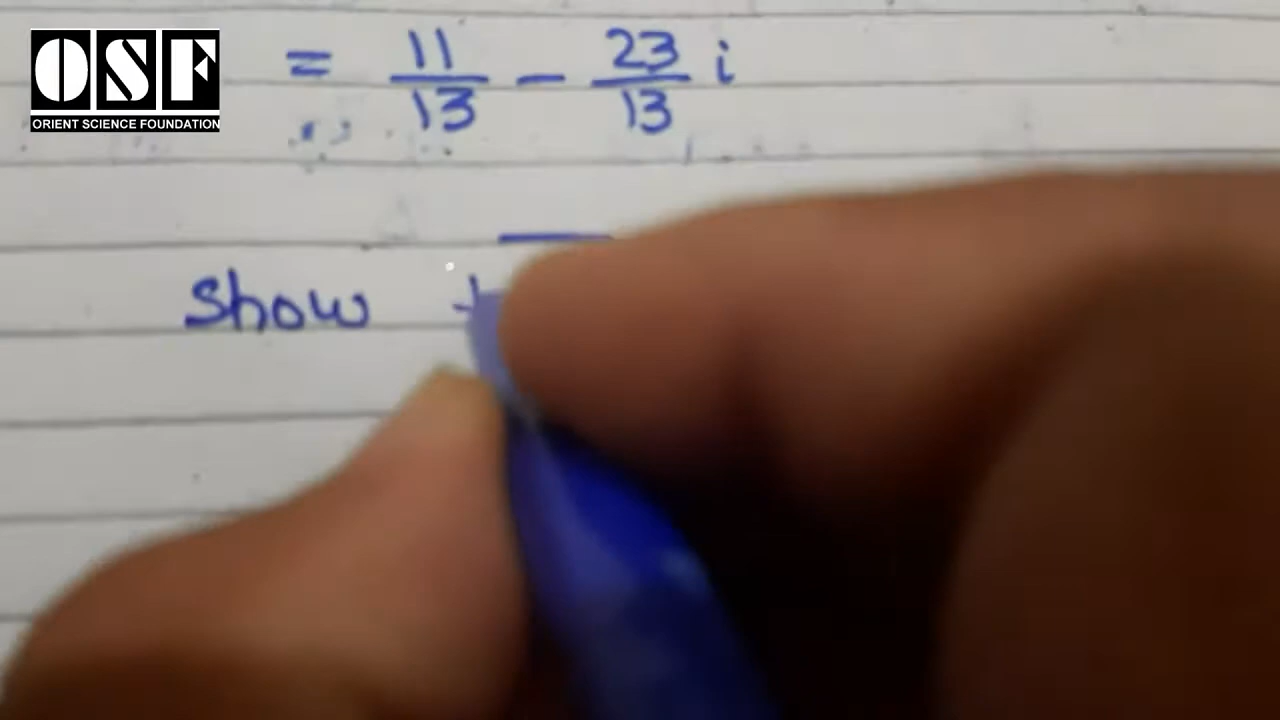 OSF
ORIENT SCIENCE FOUNDATION
= 11/13 - 23/13 i
Show